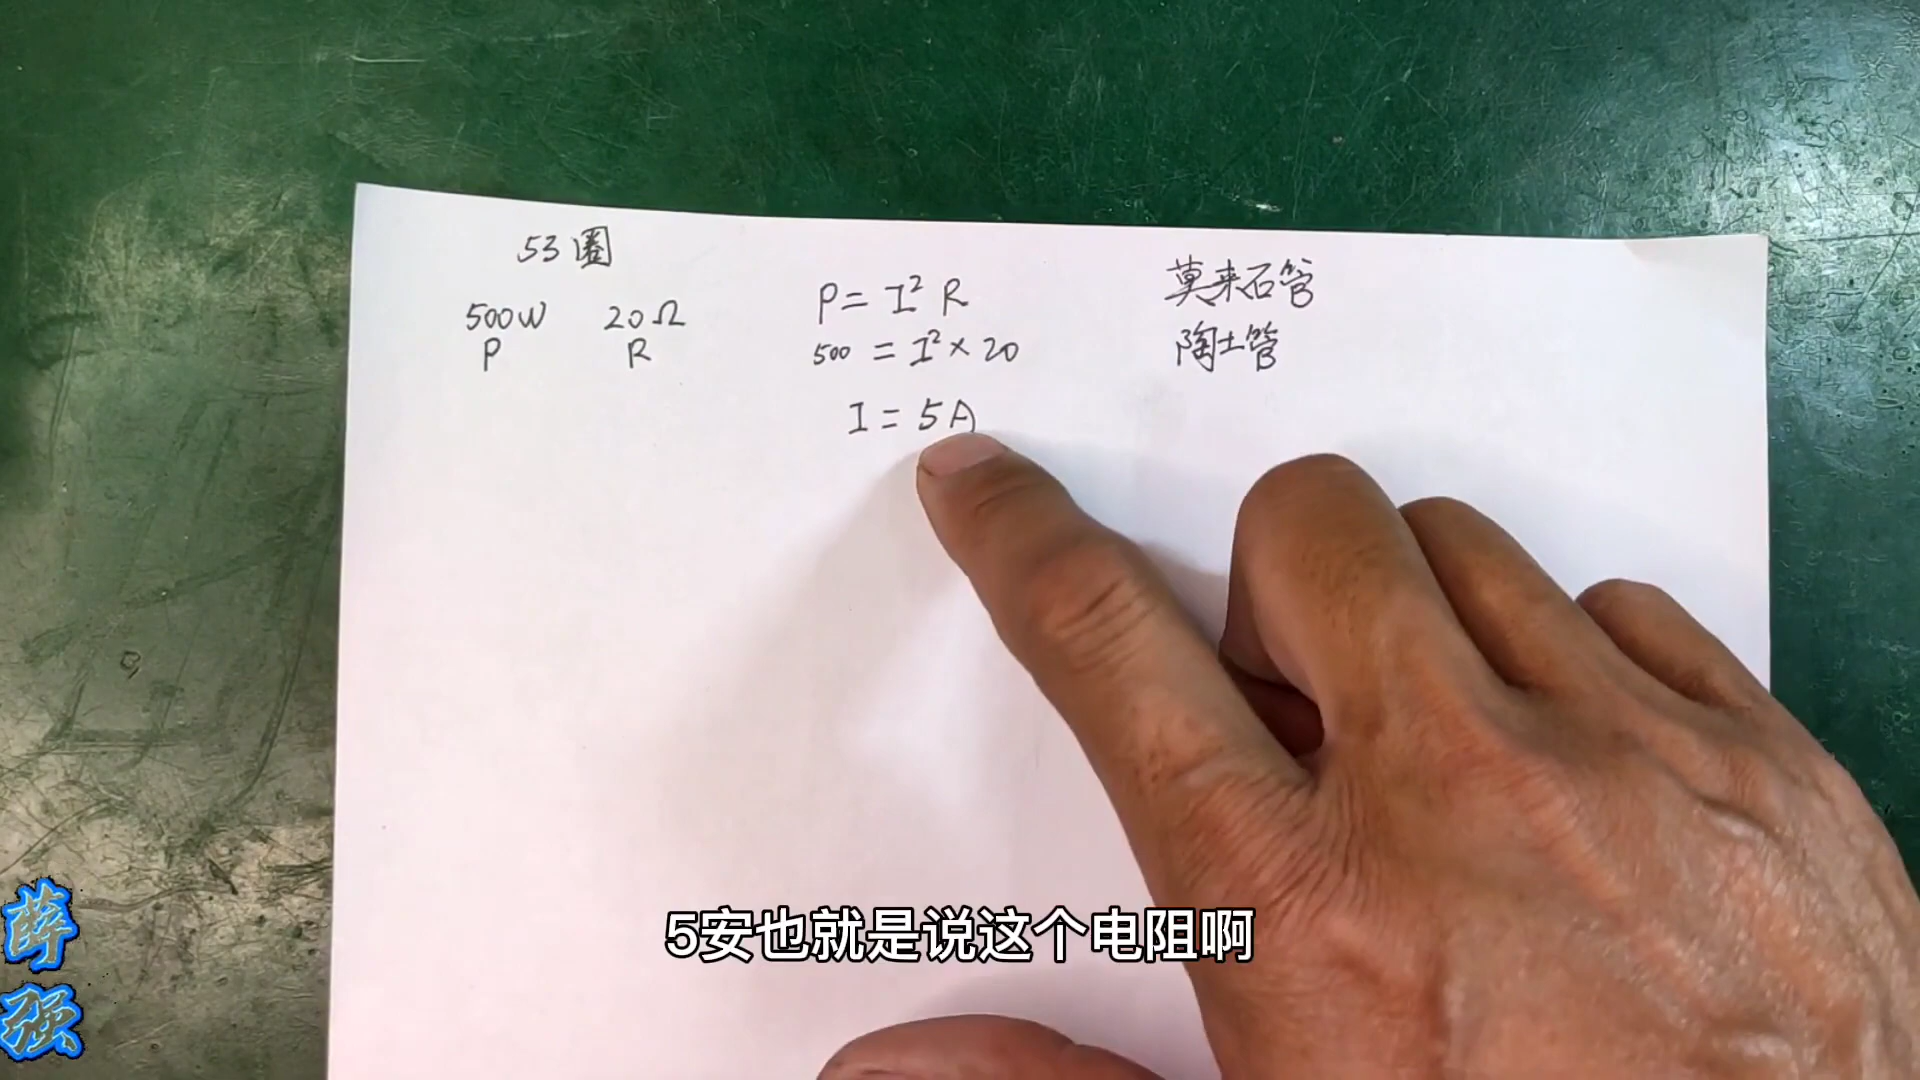 53圈
500W 20Ω
P R
P = I² R
500 = I² × 20
I = 5A
莫来石管
陶土管
5安也就是说这个电阻啊
薛强